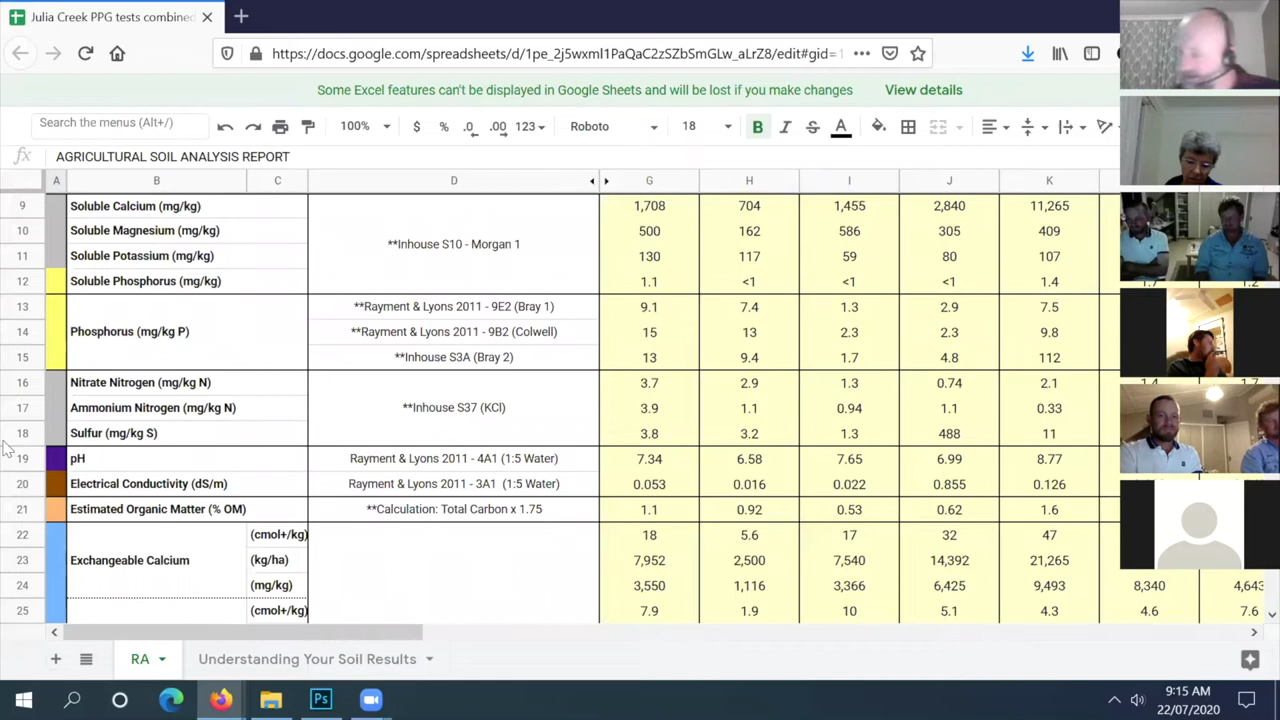 Julia Creek PPG tests combined
https://docs.google.com/spreadsheets/d/1pe_2j5wxml1PaQaC2zSZbSmGLw_aLrZ8/edit#gid=1
Some Excel features can't be displayed in Google Sheets and will be lost if you make changes View details
Search the menus (Alt+/) 100% $ % .0 .00 123 Roboto 18 B I S A
fx AGRICULTURAL SOIL ANALYSIS REPORT
A B C D G H I J K
9 Soluble Calcium (mg/kg) 1,708 704 1,455 2,840 11,265
10 Soluble Magnesium (mg/kg) 500 162 586 305 409
**Inhouse S10 - Morgan 1
11 Soluble Potassium (mg/kg) 130 117 59 80 107
12 Soluble Phosphorus (mg/kg) 1.1 <1 <1 <1 1.4 1.7 1.2
13 **Rayment & Lyons 2011 - 9E2 (Bray 1) 9.1 7.4 1.3 2.9 7.5
14 Phosphorus (mg/kg P) **Rayment & Lyons 2011 - 9B2 (Colwell) 15 13 2.3 2.3 9.8
15 **Inhouse S3A (Bray 2) 13 9.4 1.7 4.8 112
16 Nitrate Nitrogen (mg/kg N) 3.7 2.9 1.3 0.74 2.1 1.4 1.7
17 Ammonium Nitrogen (mg/kg N) **Inhouse S37 (KCl) 3.9 1.1 0.94 1.1 0.33
18 Sulfur (mg/kg S) 3.8 3.2 1.3 488 11
19 pH Rayment & Lyons 2011 - 4A1 (1:5 Water) 7.34 6.58 7.65 6.99 8.77
20 Electrical Conductivity (dS/m) Rayment & Lyons 2011 - 3A1 (1:5 Water) 0.053 0.016 0.022 0.855 0.126
21 Estimated Organic Matter (% OM) **Calculation: Total Carbon x 1.75 1.1 0.92 0.53 0.62 1.6
22 (cmol+/kg) 18 5.6 17 32 47
23 Exchangeable Calcium (kg/ha) 7,952 2,500 7,540 14,392 21,265
24 (mg/kg) 3,550 1,116 3,366 6,425 9,493 8,340 4,643
25 (cmol+/kg) 7.9 1.9 10 5.1 4.3 4.6 7.6
RA Understanding Your Soil Results
Ps
9:15 AM
22/07/2020